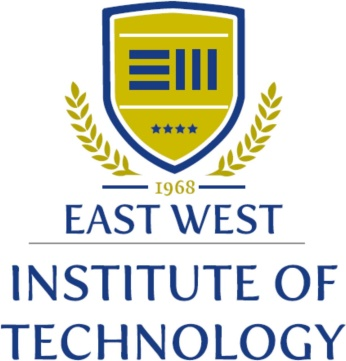 1968
EAST WEST
INSTITUTE OF
TECHNOLOGY